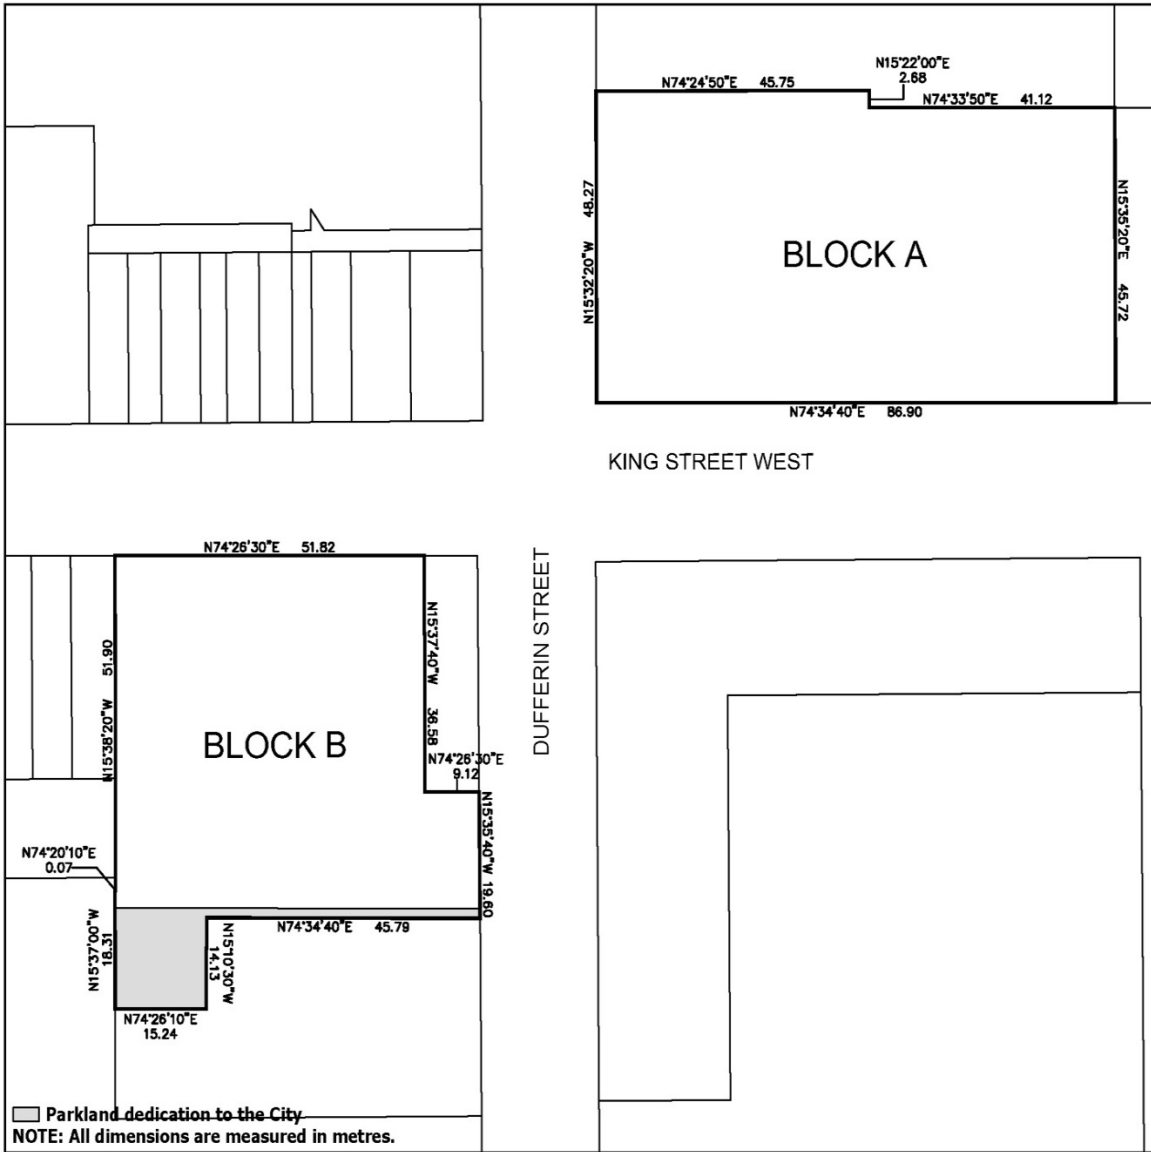 N74°24'50"E 45.75
N15°22'00"E
2.68
N74°33'50"E 41.12
N15°32'20"W 48.27
BLOCK A
N15°35'20"E 45.72
N74°34'40"E 86.90
KING STREET WEST
DUFFERIN STREET
N74°26'30"E 51.82
N15°38'20"W 51.90
N15°37'40"W 36.58
BLOCK B
N74°26'30"E
9.12
N15°35'40"W 19.60
N74°20'10"E
0.07
N15°37'00"W
18.31
N74°34'40"E 45.79
N15°10'30"W
14.13
N74°26'10"E
15.24
Parkland dedication to the City
NOTE: All dimensions are measured in metres.